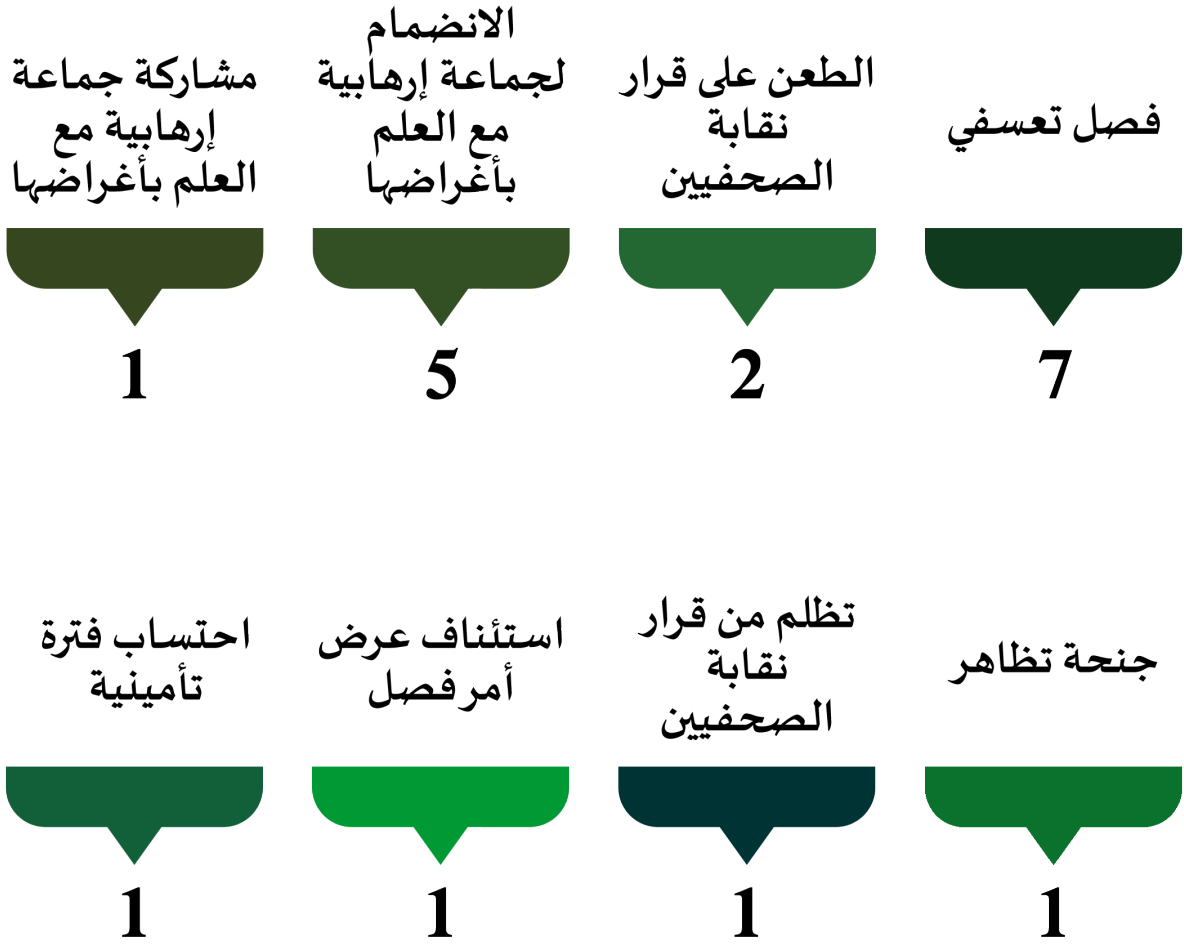 فصل تعسفي
7
الطعن على قرار
نقابة
الصحفيين
2
الانضمام
لجماعة إرهابية
مع العلم
بأغراضها
5
مشاركة جماعة
إرهابية مع
العلم بأغراضها
1
جنحة تظاهر
1
تظلم من قرار
نقابة
الصحفيين
1
استئناف عرض
أمر فصل
1
احتساب فترة
تأمينية
1